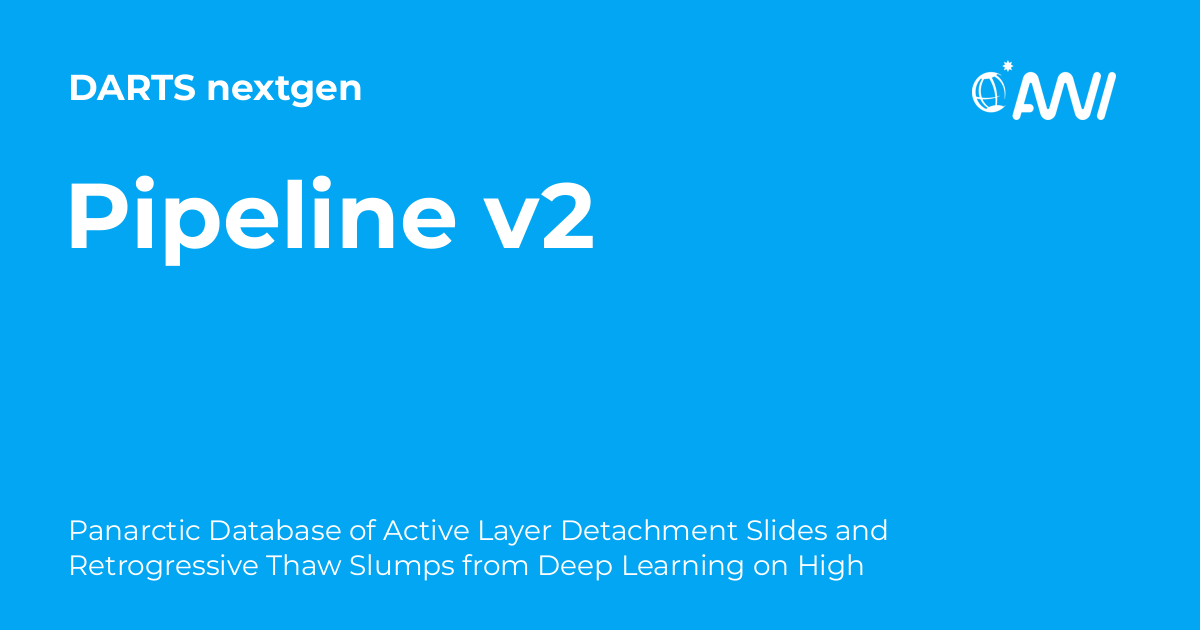 DARTS nextgen
AWI
Pipeline v2
Panarctic Database of Active Layer Detachment Slides and
Retrogressive Thaw Slumps from Deep Learning on High